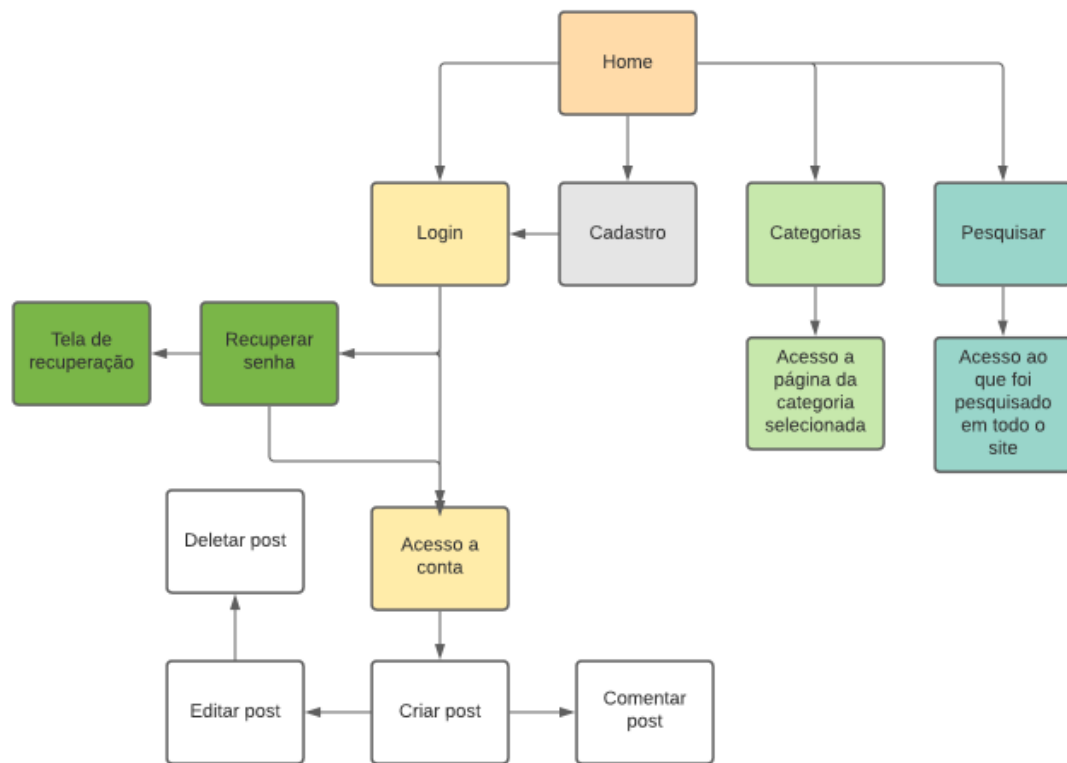 Home
Login
Cadastro
Categorias
Pesquisar
Tela de
recuperação
Recuperar
senha
Acesso a
página da
categoria
selecionada
Acesso ao
que foi
pesquisado
em todo o
site
Deletar post
Acesso a
conta
Editar post
Criar post
Comentar
post